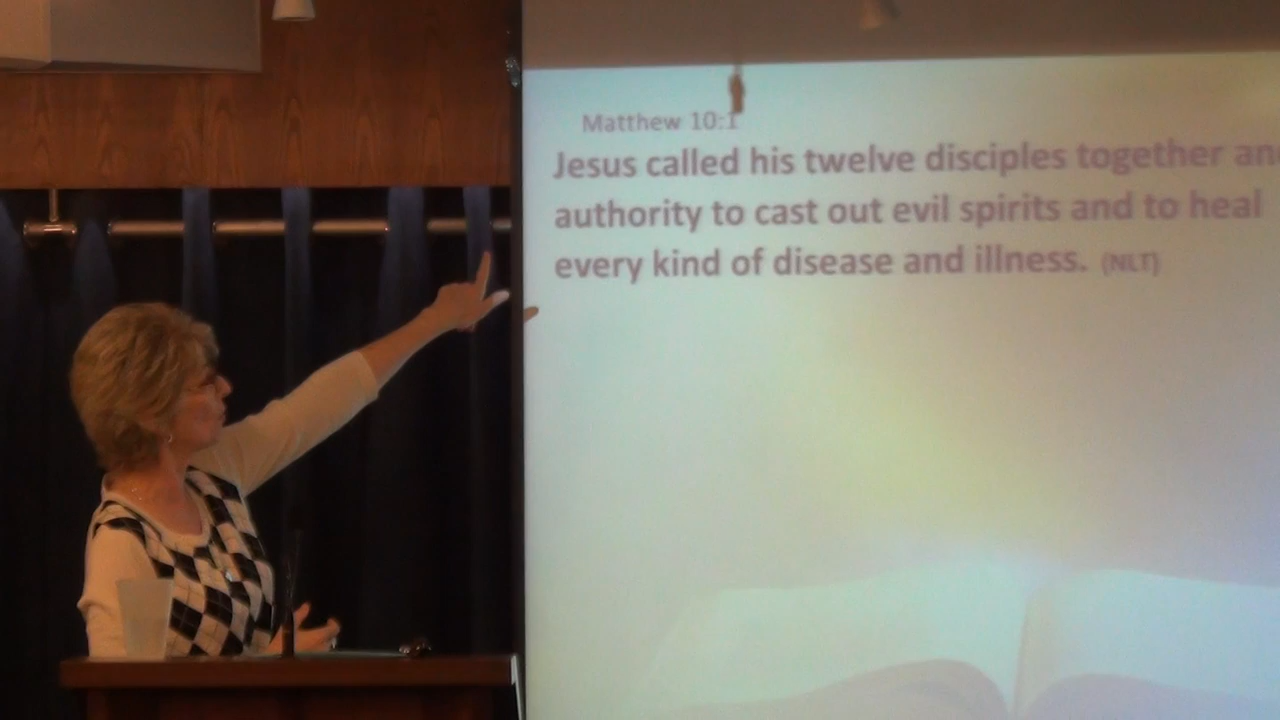 Matthew 10:1
Jesus called his twelve disciples together an
authority to cast out evil spirits and to heal
every kind of disease and illness. (NLT)